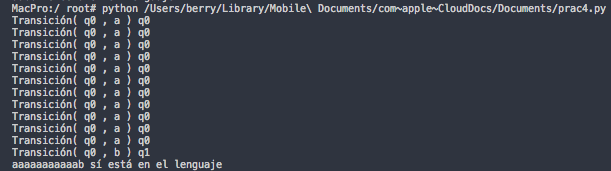 MacPro:/ root# python /Users/berry/Library/Mobile\ Documents/com~apple~CloudDocs/Documents/prac4.py
Transición( q0 , a ) q0
Transición( q0 , a ) q0
Transición( q0 , a ) q0
Transición( q0 , a ) q0
Transición( q0 , a ) q0
Transición( q0 , a ) q0
Transición( q0 , a ) q0
Transición( q0 , a ) q0
Transición( q0 , a ) q0
Transición( q0 , a ) q0
Transición( q0 , a ) q0
Transición( q0 , b ) q1
aaaaaaaaaaab sí está en el lenguaje